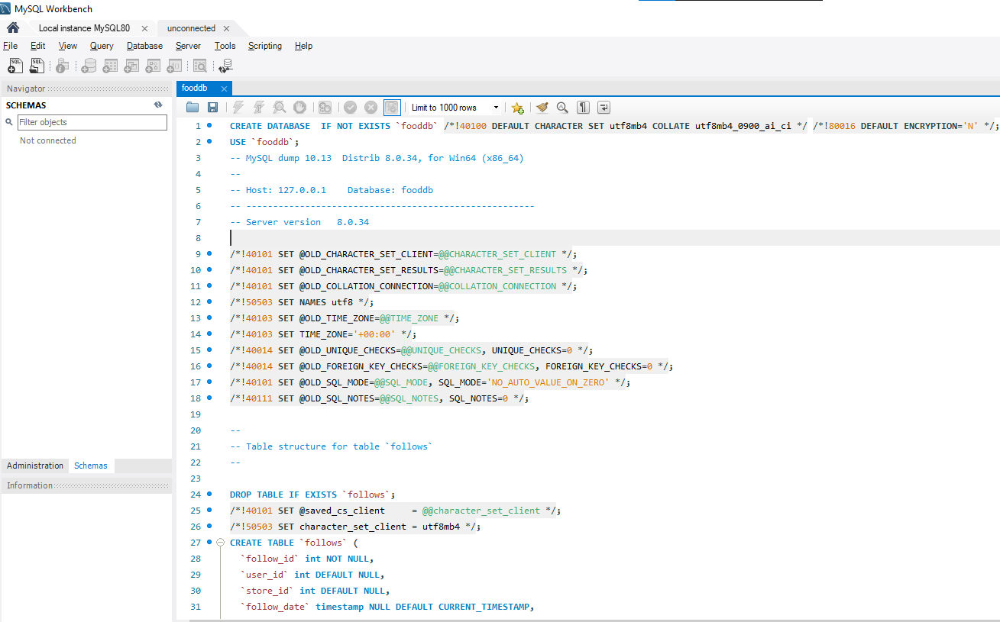 MySQL Workbench
Local instance MySQL80 × unconnected ×
File Edit View Query Database Server Tools Scripting Help
Navigator
SCHEMAS
Filter objects
Not connected
Administration Schemas
Information
fooddb ×
Limit to 1000 rows
1 CREATE DATABASE  IF NOT EXISTS `fooddb` /*!40100 DEFAULT CHARACTER SET utf8mb4 COLLATE utf8mb4_0900_ai_ci */ /*!80016 DEFAULT ENCRYPTION='N' */;
2 USE `fooddb`;
3 -- MySQL dump 10.13  Distrib 8.0.34, for Win64 (x86_64)
4 --
5 -- Host: 127.0.0.1    Database: fooddb
6 -- ------------------------------------------------------
7 -- Server version   8.0.34
8
9 /*!40101 SET @OLD_CHARACTER_SET_CLIENT=@@CHARACTER_SET_CLIENT */;
10 /*!40101 SET @OLD_CHARACTER_SET_RESULTS=@@CHARACTER_SET_RESULTS */;
11 /*!40101 SET @OLD_COLLATION_CONNECTION=@@COLLATION_CONNECTION */;
12 /*!50503 SET NAMES utf8 */;
13 /*!40103 SET @OLD_TIME_ZONE=@@TIME_ZONE */;
14 /*!40103 SET TIME_ZONE='+00:00' */;
15 /*!40014 SET @OLD_UNIQUE_CHECKS=@@UNIQUE_CHECKS, UNIQUE_CHECKS=0 */;
16 /*!40014 SET @OLD_FOREIGN_KEY_CHECKS=@@FOREIGN_KEY_CHECKS, FOREIGN_KEY_CHECKS=0 */;
17 /*!40101 SET @OLD_SQL_MODE=@@SQL_MODE, SQL_MODE='NO_AUTO_VALUE_ON_ZERO' */;
18 /*!40111 SET @OLD_SQL_NOTES=@@SQL_NOTES, SQL_NOTES=0 */;
19
20 --
21 -- Table structure for table `follows`
22 --
23
24 DROP TABLE IF EXISTS `follows`;
25 /*!40101 SET @saved_cs_client     = @@character_set_client */;
26 /*!50503 SET character_set_client = utf8mb4 */;
27 CREATE TABLE `follows` (
28 `follow_id` int NOT NULL,
29 `user_id` int DEFAULT NULL,
30 `store_id` int DEFAULT NULL,
31 `follow_date` timestamp NULL DEFAULT CURRENT_TIMESTAMP,